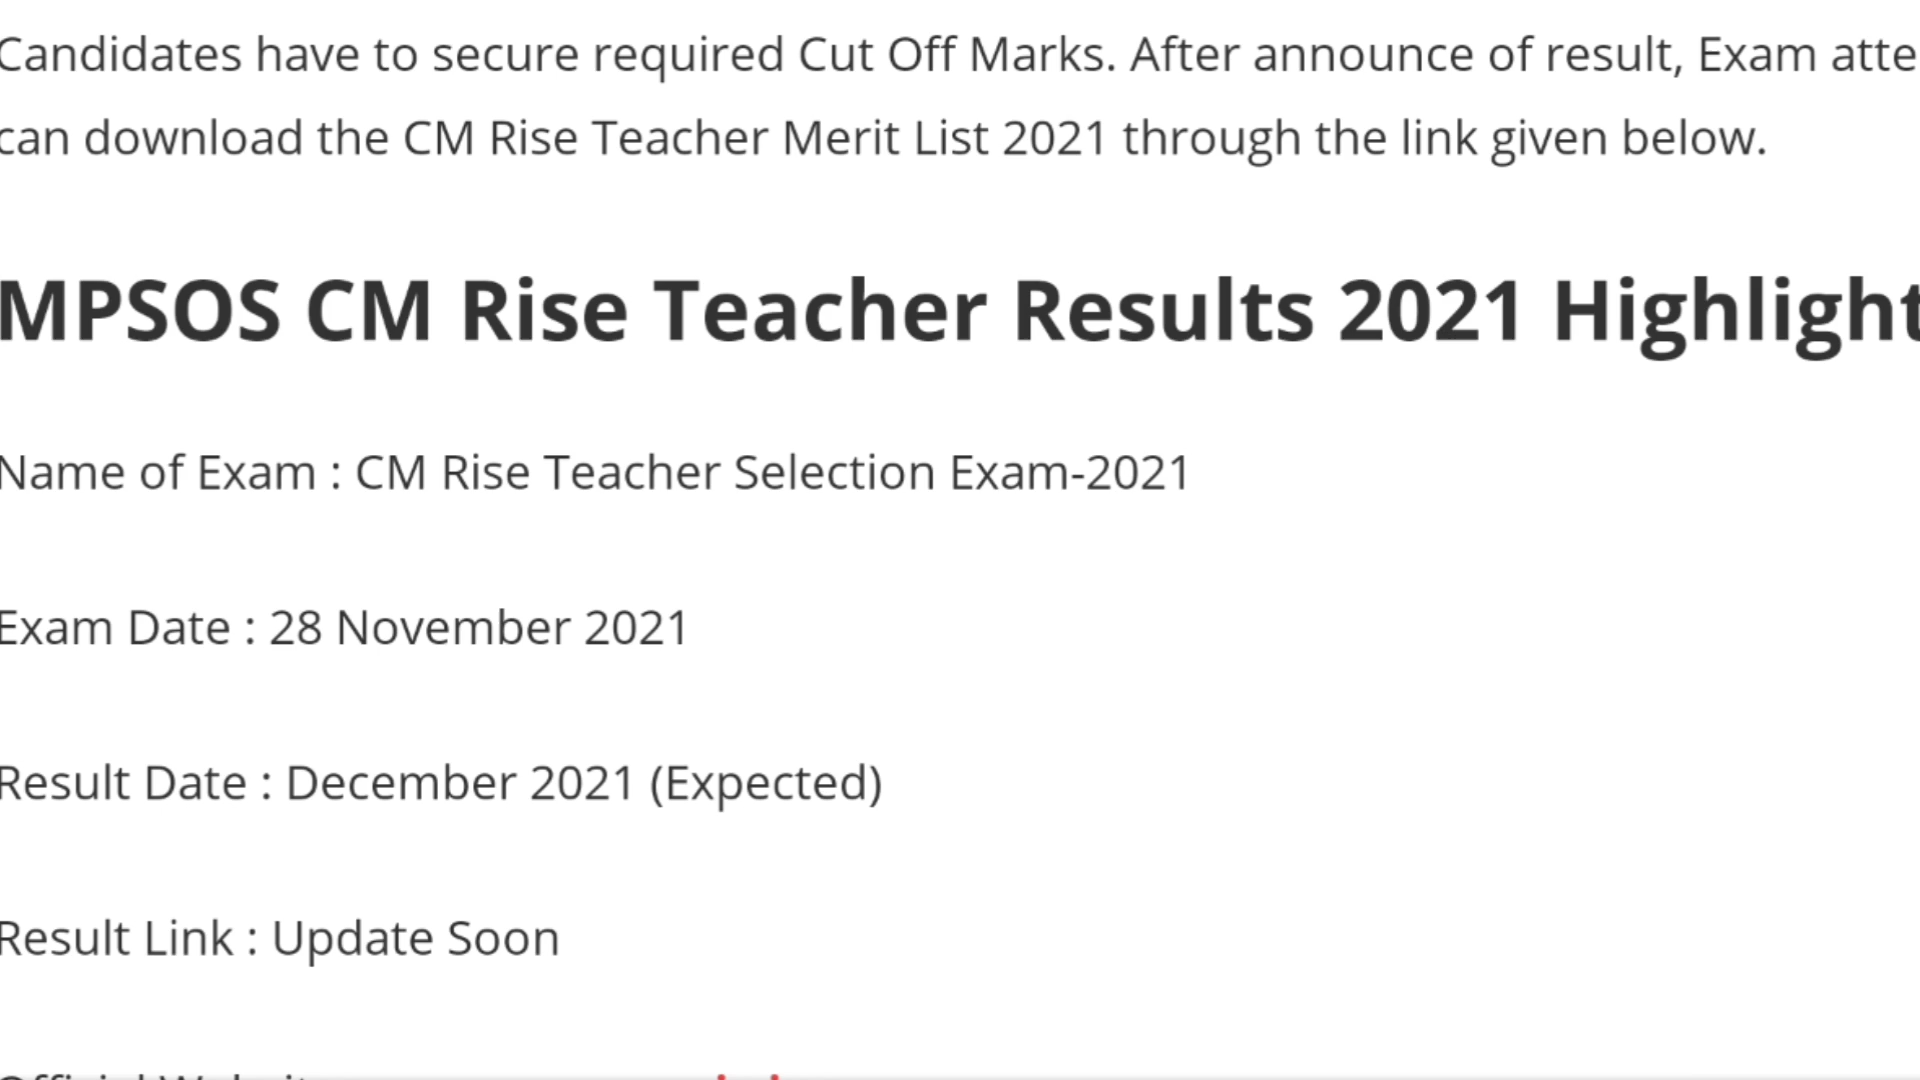 Candidates have to secure required Cut Off Marks. After announce of result, Exam atte
can download the CM Rise Teacher Merit List 2021 through the link given below.
MPSOS CM Rise Teacher Results 2021 Highlight
Name of Exam : CM Rise Teacher Selection Exam-2021
Exam Date : 28 November 2021
Result Date : December 2021 (Expected)
Result Link : Update Soon